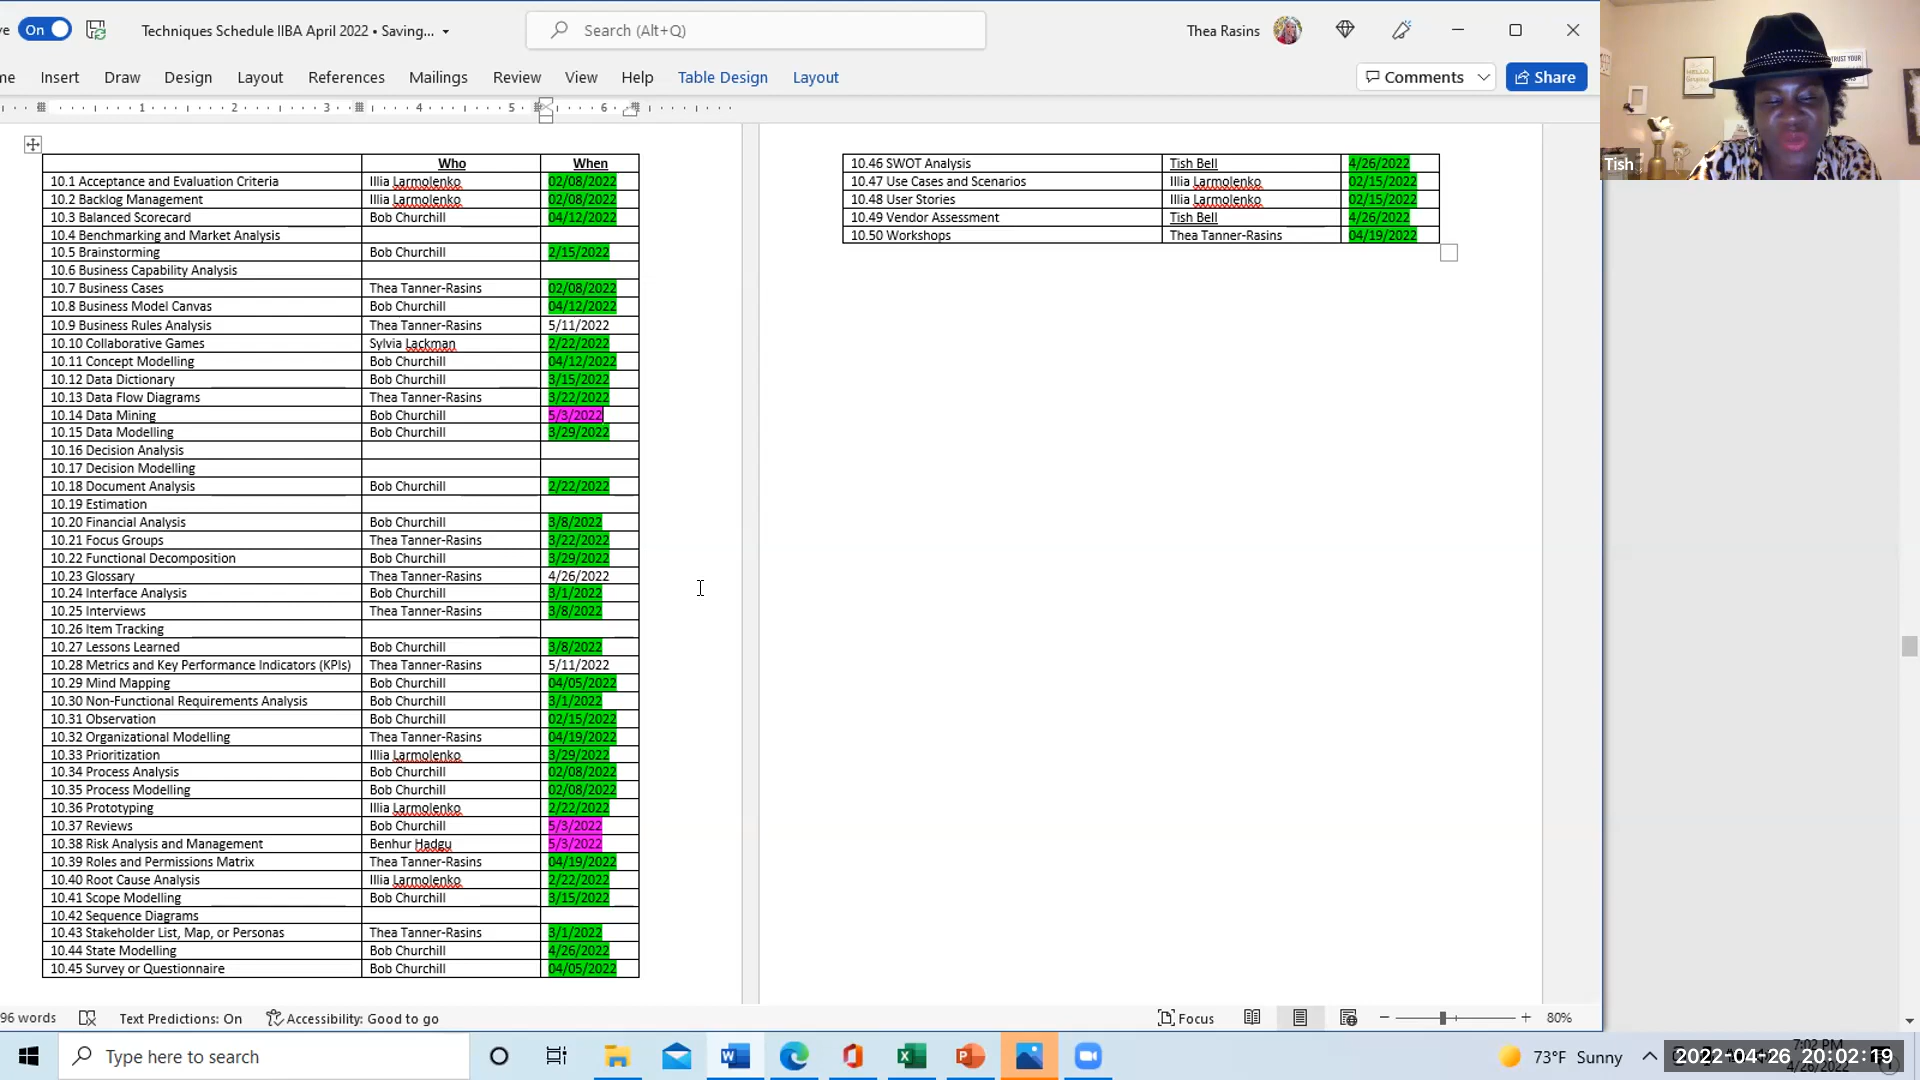 On Techniques Schedule IIBA April 2022 • Saving... Search (Alt+Q) Thea Rasins
Insert Draw Design Layout References Mailings Review View Help Table Design Layout Comments Share
1 2 3 4 5 6
Who When
10.1 Acceptance and Evaluation Criteria Illia Larmolenko 02/08/2022
10.2 Backlog Management Illia Larmolenko 02/08/2022
10.3 Balanced Scorecard Bob Churchill 04/12/2022
10.4 Benchmarking and Market Analysis
10.5 Brainstorming Bob Churchill 2/15/2022
10.6 Business Capability Analysis
10.7 Business Cases Thea Tanner-Rasins 02/08/2022
10.8 Business Model Canvas Bob Churchill 04/12/2022
10.9 Business Rules Analysis Thea Tanner-Rasins 5/11/2022
10.10 Collaborative Games Sylvia Lackman 2/22/2022
10.11 Concept Modelling Bob Churchill 04/12/2022
10.12 Data Dictionary Bob Churchill 3/15/2022
10.13 Data Flow Diagrams Thea Tanner-Rasins 3/22/2022
10.14 Data Mining Bob Churchill 5/3/2022
10.15 Data Modelling Bob Churchill 3/29/2022
10.16 Decision Analysis
10.17 Decision Modelling
10.18 Document Analysis Bob Churchill 2/22/2022
10.19 Estimation
10.20 Financial Analysis Bob Churchill 3/8/2022
10.21 Focus Groups Thea Tanner-Rasins 3/22/2022
10.22 Functional Decomposition Bob Churchill 3/29/2022
10.23 Glossary Thea Tanner-Rasins 4/26/2022
10.24 Interface Analysis Bob Churchill 3/1/2022
10.25 Interviews Thea Tanner-Rasins 3/8/2022
10.26 Item Tracking
10.27 Lessons Learned Bob Churchill 3/8/2022
10.28 Metrics and Key Performance Indicators (KPIs) Thea Tanner-Rasins 5/11/2022
10.29 Mind Mapping Bob Churchill 04/05/2022
10.30 Non-Functional Requirements Analysis Bob Churchill 3/1/2022
10.31 Observation Bob Churchill 02/15/2022
10.32 Organizational Modelling Thea Tanner-Rasins 04/19/2022
10.33 Prioritization Illia Larmolenko 3/29/2022
10.34 Process Analysis Bob Churchill 02/08/2022
10.35 Process Modelling Bob Churchill 02/08/2022
10.36 Prototyping Illia Larmolenko 2/22/2022
10.37 Reviews Bob Churchill 5/3/2022
10.38 Risk Analysis and Management Benhur Hadgu 5/3/2022
10.39 Roles and Permissions Matrix Thea Tanner-Rasins 04/19/2022
10.40 Root Cause Analysis Illia Larmolenko 2/22/2022
10.41 Scope Modelling Bob Churchill 3/15/2022
10.42 Sequence Diagrams
10.43 Stakeholder List, Map, or Personas Thea Tanner-Rasins 3/1/2022
10.44 State Modelling Bob Churchill 4/26/2022
10.45 Survey or Questionnaire Bob Churchill 04/05/2022
10.46 SWOT Analysis Tish Bell 4/26/2022
10.47 Use Cases and Scenarios Illia Larmolenko 02/15/2022
10.48 User Stories Illia Larmolenko 02/15/2022
10.49 Vendor Assessment Tish Bell 4/26/2022
10.50 Workshops Thea Tanner-Rasins 04/19/2022
TRUST YOUR
Tish
96 words Text Predictions: On Accessibility: Good to go Focus 80%
Type here to search 73°F Sunny
7:02 PM
2022-04-26 20:02:19